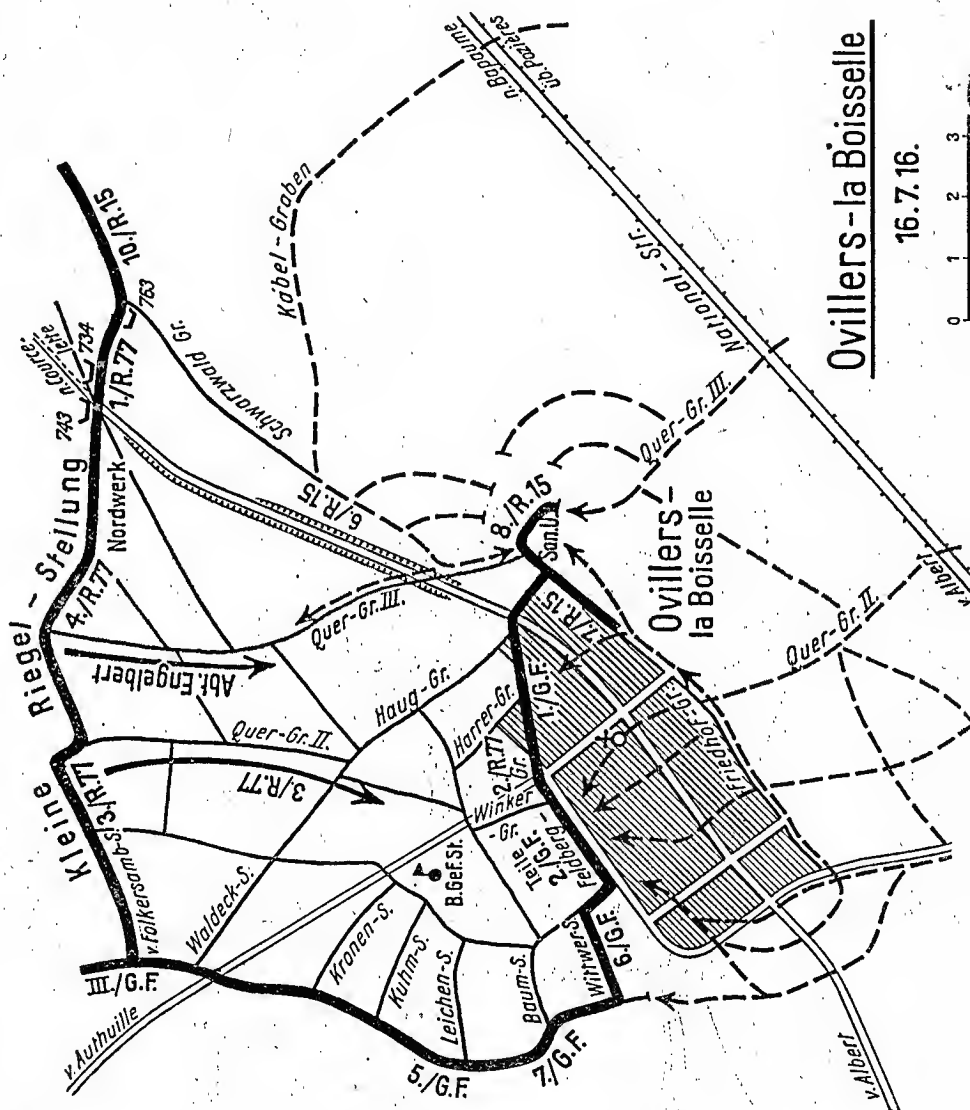 Kleine Riegel-Stellung
10./R.15
763
734
743
n. Courcelette
1./R.77
Nordwerk
4./R.77
Abt. Engelbert
3./R.77
3./R.77
v. Fölkersamb-S.
III./G.F.
Waldeck-S.
v. Authuille
Kronen-S.
Kuhm-S.
Leichen-S.
Baum-S.
Wittwer-S.
5./G.F.
7./G.F.
6./G.F.
B.Gef.St.
Quer-Gr. II.
Quer-Gr. III.
Haug-Gr.
Harrer-Gr.
2./R.77
Winker Gr.
Feldberg-Gr.
Teile
2./G.F.
1./G.F.
7./R.15
8./R.15
San.U.
6./R.15
Schwarzwald Gr.
Kabel-Graben
n. Bapaume
üb. Pozières
National-Str.
Quer-Gr. III.
Quer-Gr. II.
Friedhof-Gr.
v. Albert
v. Albert
Ovillers-
la Boisselle
Ovillers-la Boisselle
16.7.16.
0 1 2 3